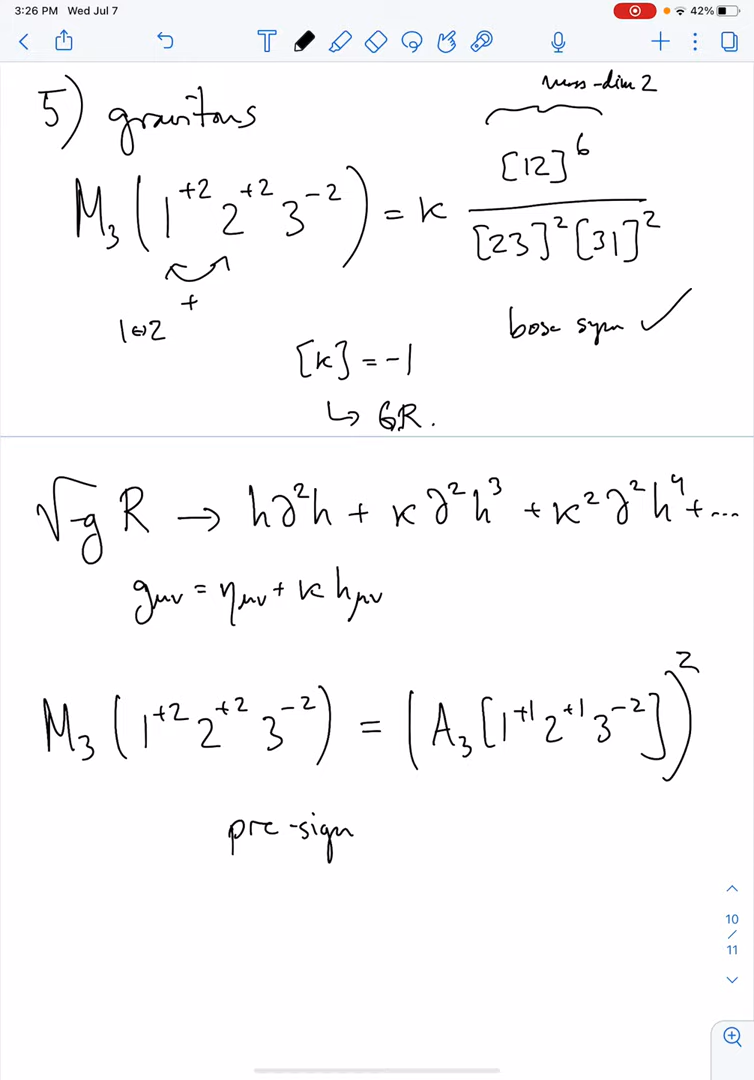 3:26 PM Wed Jul 7 42%
mass-dim 2
5) gravitons
M₃(1⁺² 2⁺² 3⁻²) = κ [12]⁶ / [23]²[31]²
+
1↔2
bose sym ✓
[κ] = -1
↳ GR.
√-g R → h∂²h + κ∂²h³ + κ²∂²h⁴ + ...
gμν = ημν + κ hμν
M₃(1⁺² 2⁺² 3⁻²) = (A₃[1⁺¹ 2⁺¹ 3⁻²])²
pre-sign
10
/
11